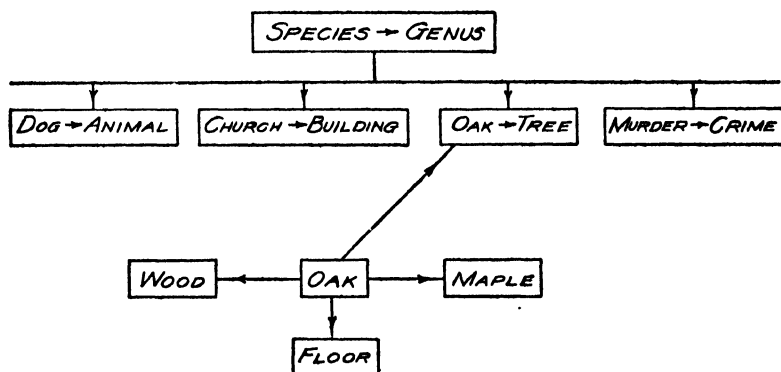 SPECIES → GENUS
DOG → ANIMAL CHURCH → BUILDING OAK → TREE MURDER → CRIME
WOOD OAK MAPLE
FLOOR